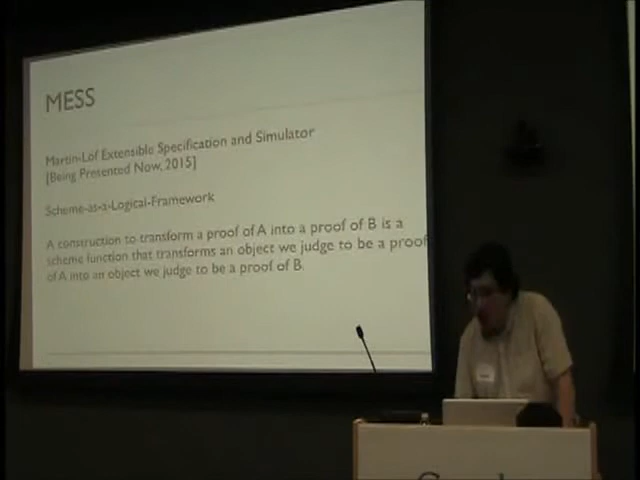 MESS
Martin-Lof Extensible Specification and Simulator
[Being Presented Now, 2015]
Scheme-as-a-Logical-Framework
A construction to transform a proof of A into a proof of B is a
scheme function that transforms an object we judge to be a proof
of A into an object we judge to be a proof of B.